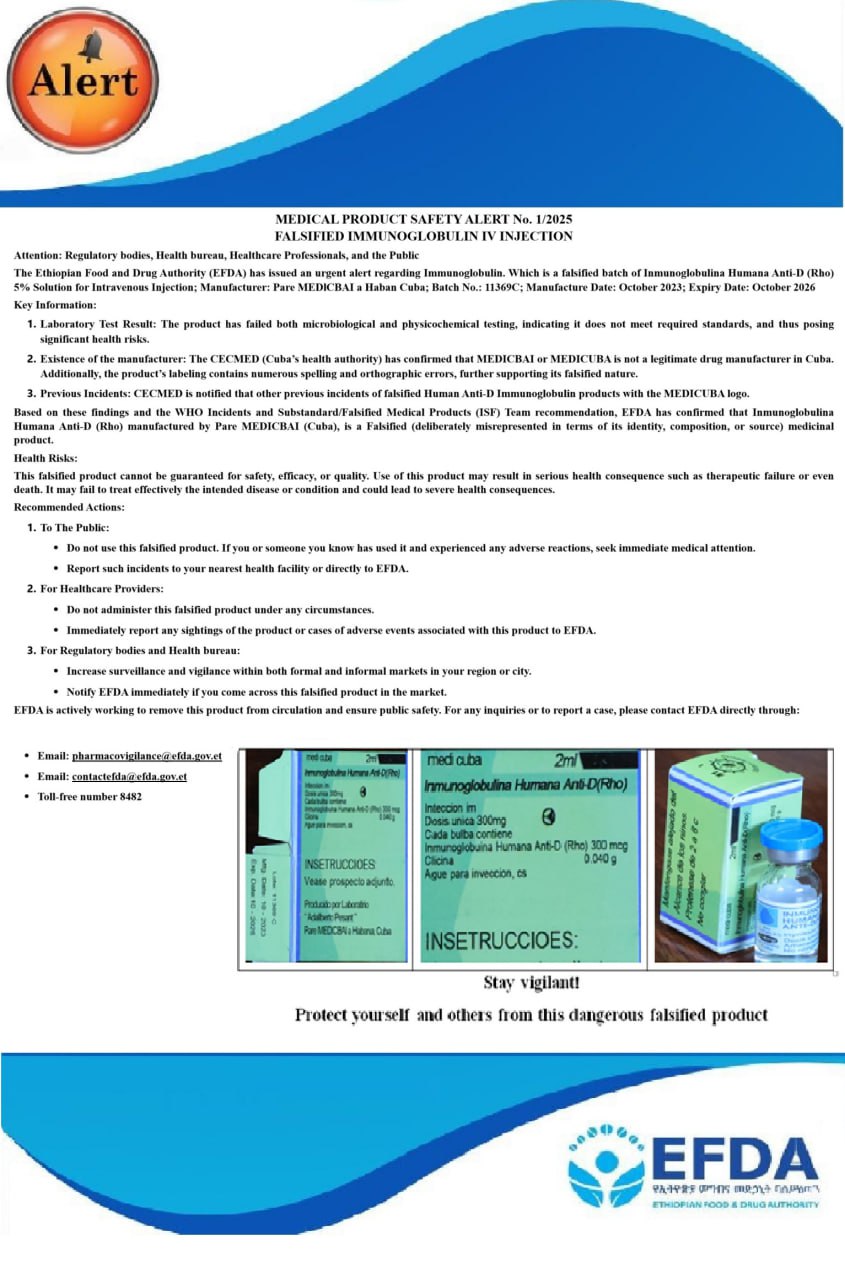 Alert
MEDICAL PRODUCT SAFETY ALERT No. 1/2025
FALSIFIED IMMUNOGLOBULIN IV INJECTION
Attention: Regulatory bodies, Health bureau, Healthcare Professionals, and the Public
The Ethiopian Food and Drug Authority (EFDA) has issued an urgent alert regarding Immunoglobulin. Which is a falsified batch of Inmunoglobulina Humana Anti-D (Rho)
5% Solution for Intravenous Injection; Manufacturer: Pare MEDICBAI a Haban Cuba; Batch No.: 11369C; Manufacture Date: October 2023; Expiry Date: October 2026
Key Information:
1. Laboratory Test Result: The product has failed both microbiological and physicochemical testing, indicating it does not meet required standards, and thus posing
significant health risks.
2. Existence of the manufacturer: The CECMED (Cuba's health authority) has confirmed that MEDICBAI or MEDICUBA is not a legitimate drug manufacturer in Cuba.
Additionally, the product's labeling contains numerous spelling and orthographic errors, further supporting its falsified nature.
3. Previous Incidents: CECMED is notified that other previous incidents of falsified Human Anti-D Immunoglobulin products with the MEDICUBA logo.
Based on these findings and the WHO Incidents and Substandard/Falsified Medical Products (ISF) Team recommendation, EFDA has confirmed that Inmunoglobulina
Humana Anti-D (Rho) manufactured by Pare MEDICBAI (Cuba), is a Falsified (deliberately misrepresented in terms of its identity, composition, or source) medicinal
product.
Health Risks:
This falsified product cannot be guaranteed for safety, efficacy, or quality. Use of this product may result in serious health consequence such as therapeutic failure or even
death. It may fail to treat effectively the intended disease or condition and could lead to severe health consequences.
Recommended Actions:
1. To The Public:
• Do not use this falsified product. If you or someone you know has used it and experienced any adverse reactions, seek immediate medical attention.
• Report such incidents to your nearest health facility or directly to EFDA.
2. For Healthcare Providers:
• Do not administer this falsified product under any circumstances.
• Immediately report any sightings of the product or cases of adverse events associated with this product to EFDA.
3. For Regulatory bodies and Health bureau:
• Increase surveillance and vigilance within both formal and informal markets in your region or city.
• Notify EFDA immediately if you come across this falsified product in the market.
EFDA is actively working to remove this product from circulation and ensure public safety. For any inquiries or to report a case, please contact EFDA directly through:
• Email: pharmacovigilance@efda.gov.et
• Email: contactefda@efda.gov.et
• Toll-free number 8482
medi cuba 2ml
Inmunoglobulina Humana Anti-D(Rho)
Inteccion im
Dosis unica 300mg
Cada bulba contiene
Inmunoglobuina Humana Anti-D (Rho) 300 mcg
Glicina 0.040 g
INSETRUCCIOES
Vease prospecto adjunto.
Producido por Laboratirio
Pare MEDICBAI a Habana, Cuba
Mfg. Date: 10 - 2023
Exp. Date: 10 - 2026
medi cuba 2ml
Inmunoglobulina Humana Anti-D(Rho)
Inteccion im
Dosis unica 300mg
Cada bulba contiene
Inmunoglobuina Humana Anti-D (Rho) 300 mcg
Clicina 0.040 g
Ague para invección, cs
INSETRUCCIOES:
Mantengase alejado del
Alcance da los ninos.
Protenase de 2 a 8 c
No conglar
2ml
INMUNO
HUMANA
ANTI-D
Stay vigilant!
Protect yourself and others from this dangerous falsified product
EFDA
የኢትዮጵያ ምግብና መድኃኒት ባለሥልጣን
ETHIOPIAN FOOD & DRUG AUTHORITY